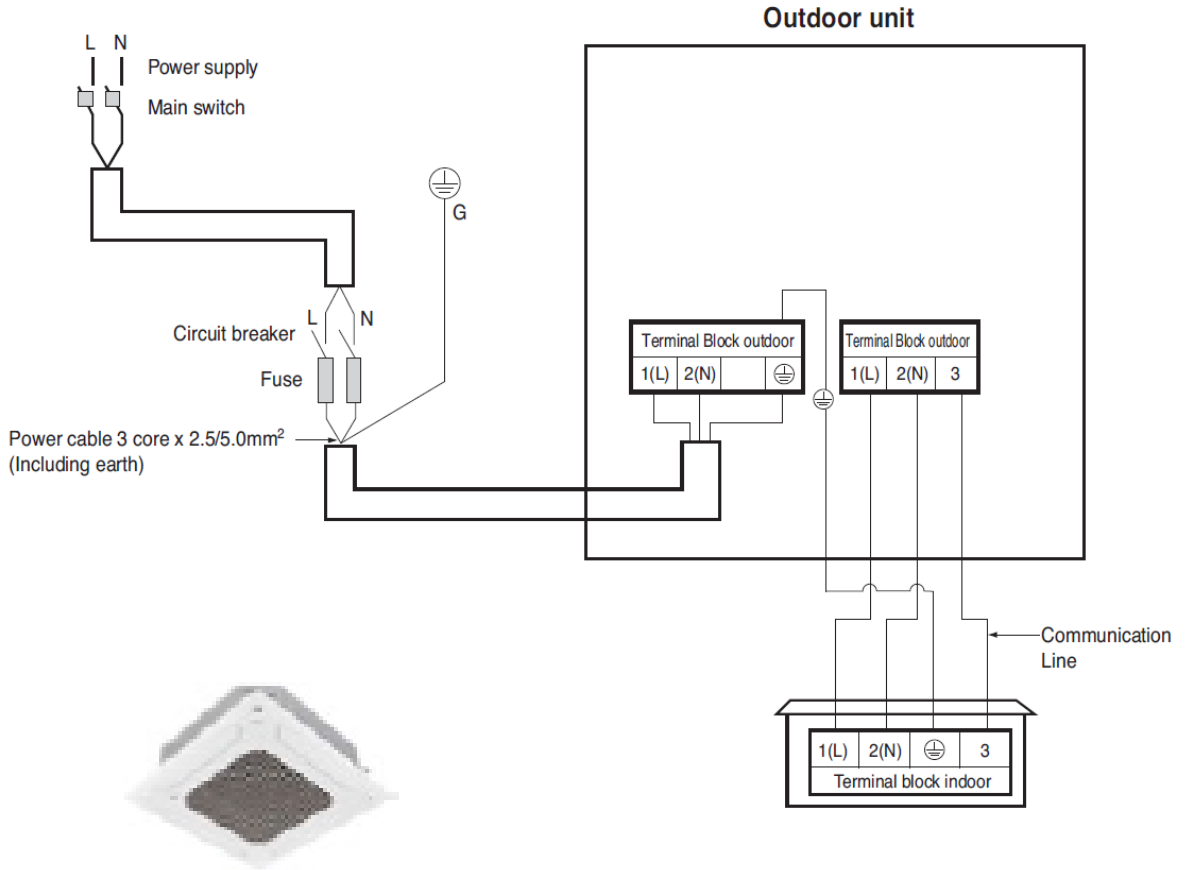 Outdoor unit
L N
Power supply
Main switch
G
L N
Circuit breaker
Fuse
Power cable 3 core x 2.5/5.0mm²
(Including earth)
Terminal Block outdoor
1(L) 2(N)
Terminal Block outdoor
1(L) 2(N) 3
Communication
Line
1(L) 2(N) 3
Terminal block indoor